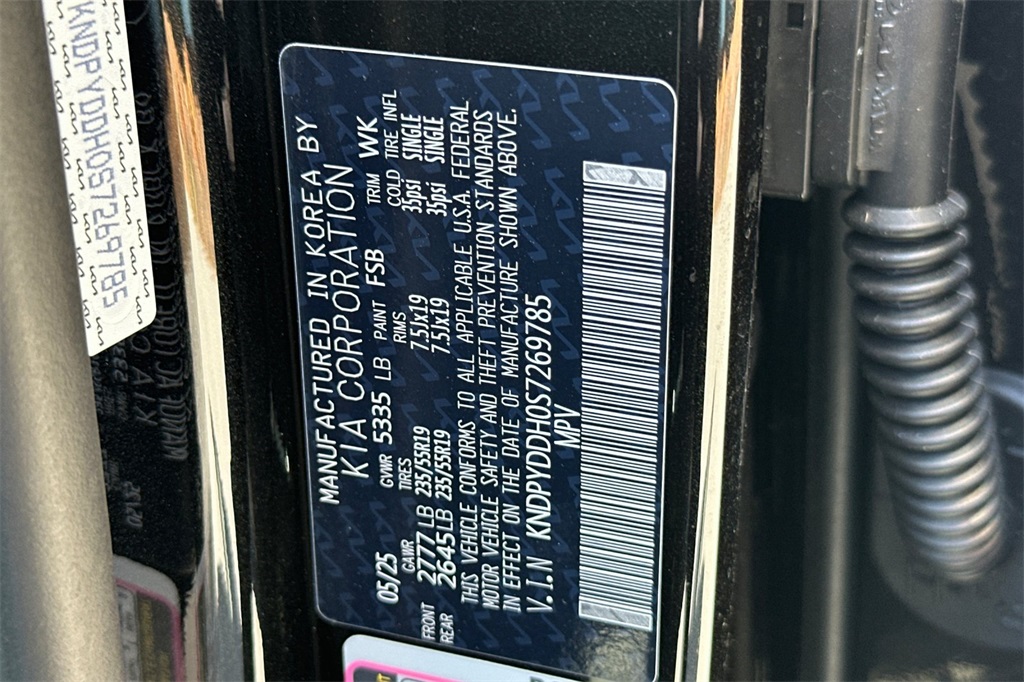 MANUFACTURED IN KOREA BY
KIA CORPORATION
05/25 GVWR 5335 LB PAINT FSB TRIM WK
GAWR TIRES RIMS COLD TIRE INFL
FRONT 2777 LB 235/55R19 7.5Jx19 35psi SINGLE
REAR 2645LB 235/55R19 7.5Jx19 35psi SINGLE
THIS VEHICLE CONFORMS TO ALL APPLICABLE U.S.A. FEDERAL
MOTOR VEHICLE SAFETY AND THEFT PREVENTION STANDARDS
IN EFFECT ON THE DATE OF MANUFACTURE SHOWN ABOVE.
V.I.N KNDPYDDH0S7269785
MPV
KNDPYDDH0S7269785